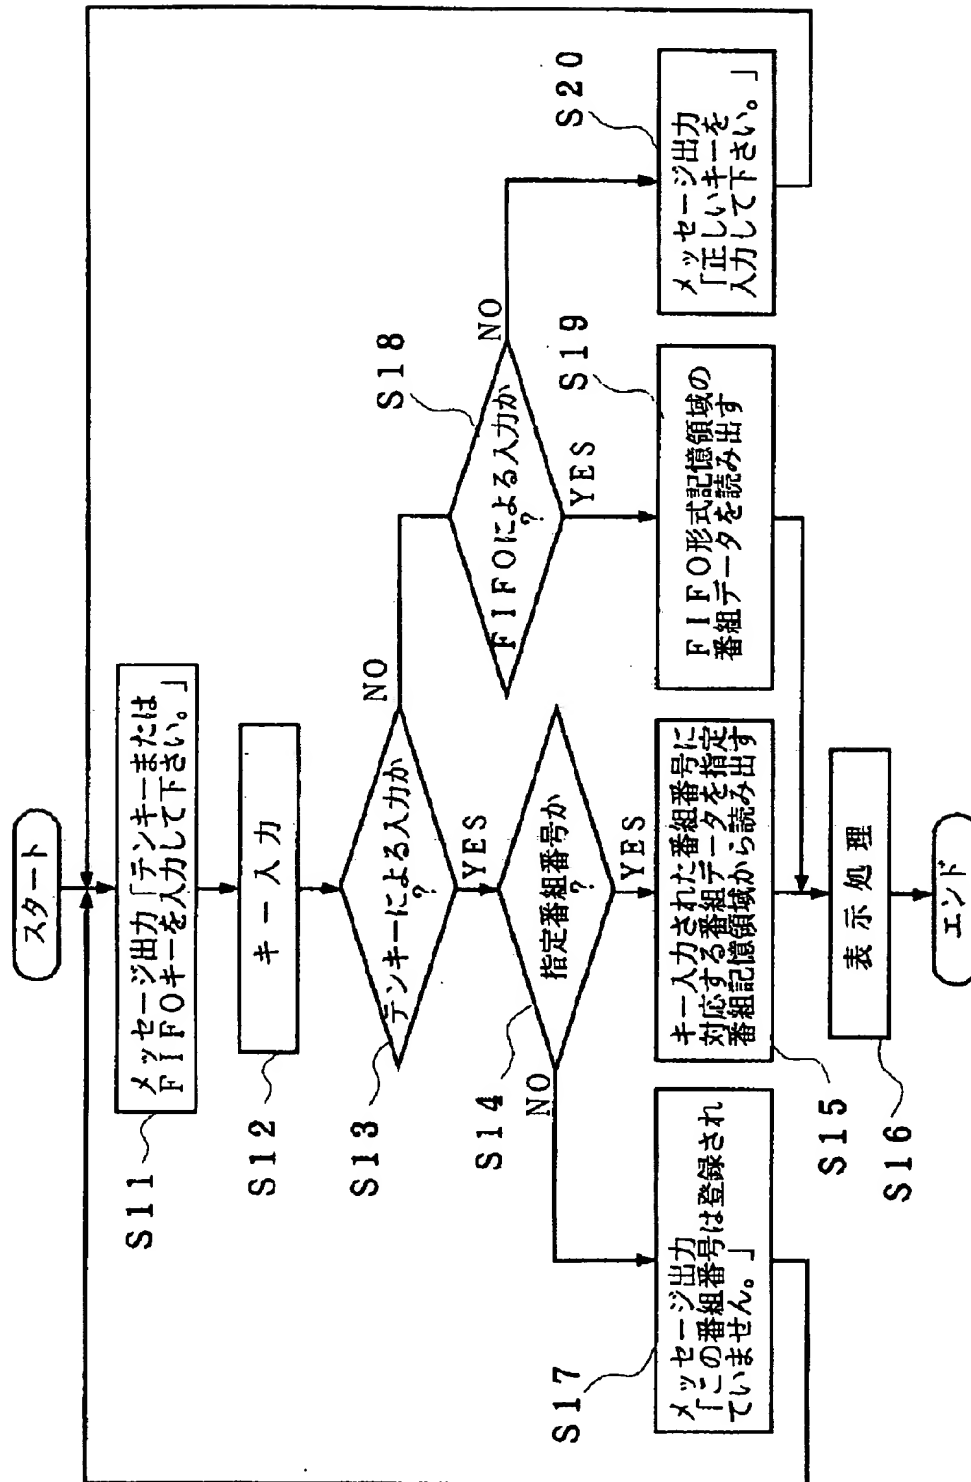 スタート
メッセージ出力「テンキーまたは
FIFOキーを入力して下さい。」
S11
キー入力
S12
テンキーによる入力か
?
S13
NO
YES
指定番組番号か
?
S14
NO
YES
FIFOによる入力か
?
S18
NO
YES
メッセージ出力
「この番組番号は登録され
ていません。」
S17
キー入力された番組番号に
対応する番組データを指定
番組記憶領域から読み出す
S15
FIFO形式記憶領域の
番組データを読み出す
S19
メッセージ出力
「正しいキーを
入力して下さい。」
S20
表示処理
S16
エンド